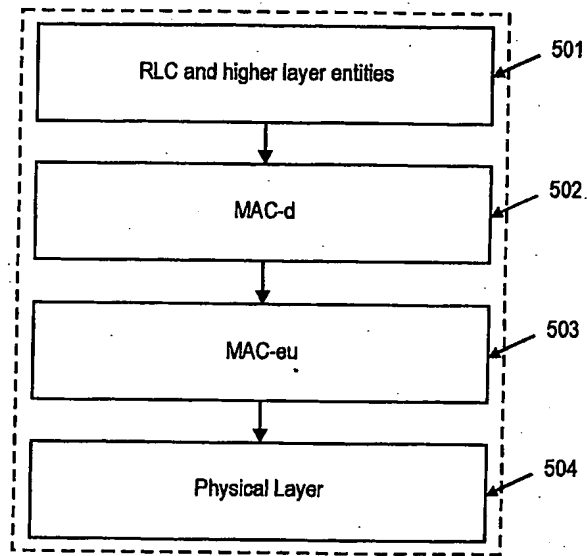 RLC and higher layer entities
501
MAC-d
502
MAC-eu
503
Physical Layer
504